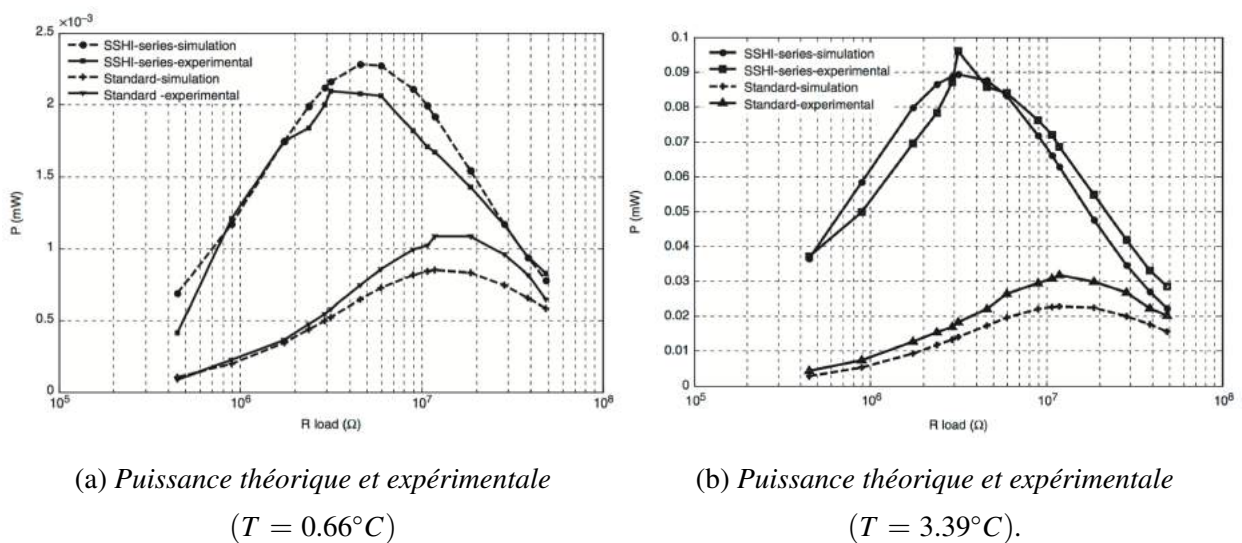 ×10⁻³
2.5
2
1.5
1
0.5
0
P (mW)
SSHI-series-simulation
SSHI-series-experimental
Standard-simulation
Standard -experimental
10⁵
10⁶
10⁷
10⁸
R load (Ω)
0.1
0.09
0.08
0.07
0.06
0.05
0.04
0.03
0.02
0.01
0
P (mW)
SSHI-series-simulation
SSHI-series-experimental
Standard-simulation
Standard-experimental
10⁵
10⁶
10⁷
10⁸
R load (Ω)
(a) Puissance théorique et expérimentale
(T = 0.66°C)
(b) Puissance théorique et expérimentale
(T = 3.39°C).